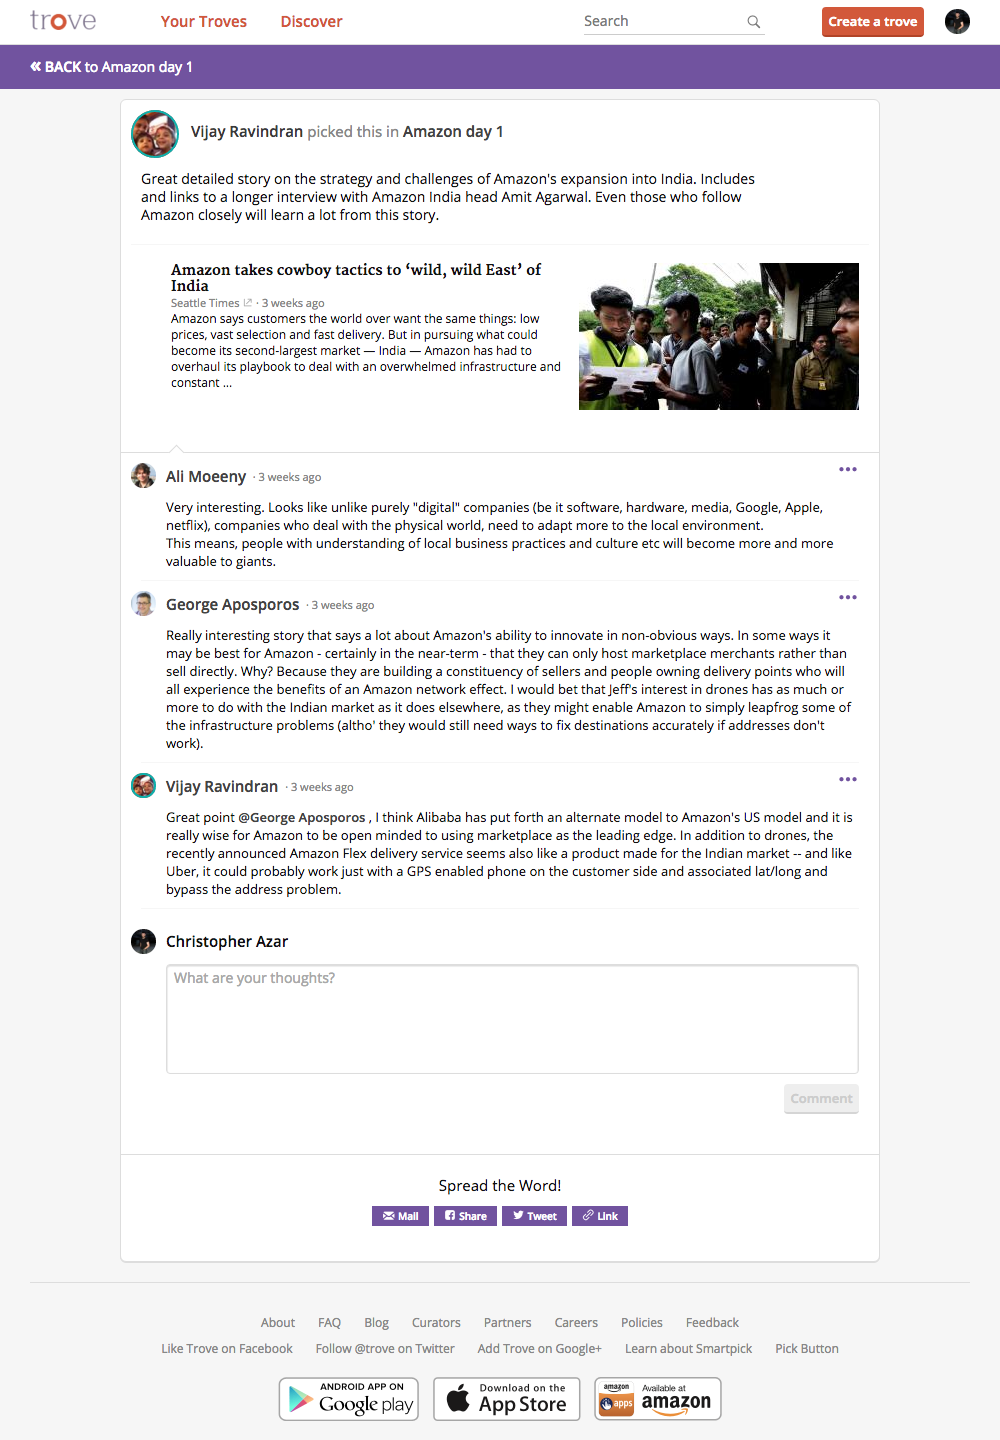 trove
Your Troves
Discover
Search
Create a trove
« BACK to Amazon day 1
Vijay Ravindran picked this in Amazon day 1
Great detailed story on the strategy and challenges of Amazon's expansion into India. Includes
and links to a longer interview with Amazon India head Amit Agarwal. Even those who follow
Amazon closely will learn a lot from this story.
Amazon takes cowboy tactics to ‘wild, wild East’ of
India
Seattle Times · 3 weeks ago
Amazon says customers the world over want the same things: low
prices, vast selection and fast delivery. But in pursuing what could
become its second-largest market — India — Amazon has had to
overhaul its playbook to deal with an overwhelmed infrastructure and
constant ...
Ali Moeeny · 3 weeks ago
Very interesting. Looks like unlike purely "digital" companies (be it software, hardware, media, Google, Apple,
netflix), companies who deal with the physical world, need to adapt more to the local environment.
This means, people with understanding of local business practices and culture etc will become more and more
valuable to giants.
George Aposporos · 3 weeks ago
Really interesting story that says a lot about Amazon's ability to innovate in non-obvious ways. In some ways it
may be best for Amazon - certainly in the near-term - that they can only host marketplace merchants rather than
sell directly. Why? Because they are building a constituency of sellers and people owning delivery points who will
all experience the benefits of an Amazon network effect. I would bet that Jeff's interest in drones has as much or
more to do with the Indian market as it does elsewhere, as they might enable Amazon to simply leapfrog some of
the infrastructure problems (altho' they would still need ways to fix destinations accurately if addresses don't
work).
Vijay Ravindran · 3 weeks ago
Great point @George Aposporos , I think Alibaba has put forth an alternate model to Amazon's US model and it is
really wise for Amazon to be open minded to using marketplace as the leading edge. In addition to drones, the
recently announced Amazon Flex delivery service seems also like a product made for the Indian market -- and like
Uber, it could probably work just with a GPS enabled phone on the customer side and associated lat/long and
bypass the address problem.
Christopher Azar
What are your thoughts?
Comment
Spread the Word!
Mail
Share
Tweet
Link
About FAQ Blog Curators Partners Careers Policies Feedback
Like Trove on Facebook Follow @trove on Twitter Add Trove on Google+ Learn about Smartpick Pick Button
ANDROID APP ON
Google play
Download on the
App Store
amazon
apps
Available at
amazon